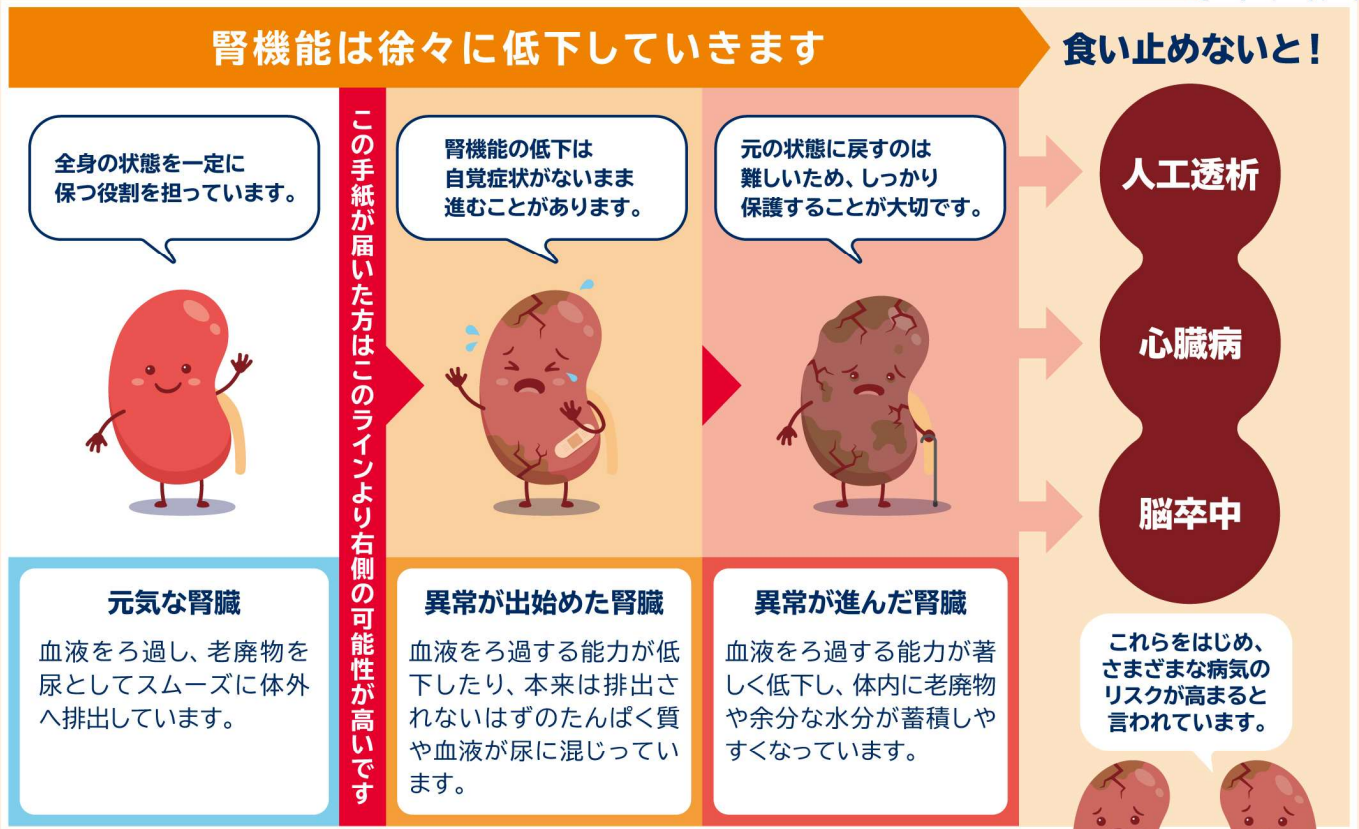 腎機能は徐々に低下していきます
食い止めないと!
全身の状態を一定に
保つ役割を担っています。
この手紙が届いた方はこのラインより右側の可能性が高いです
腎機能の低下は
自覚症状がないまま
進むことがあります。
元の状態に戻すのは
難しいため、しっかり
保護することが大切です。
人工透析
心臓病
脳卒中
元気な腎臓
血液をろ過し、老廃物を
尿としてスムーズに体外
へ排出しています。
異常が出始めた腎臓
血液をろ過する能力が低
下したり、本来は排出さ
れないはずのたんぱく質
や血液が尿に混じってい
ます。
異常が進んだ腎臓
血液をろ過する能力が著
しく低下し、体内に老廃物
や余分な水分が蓄積しや
すくなっています。
これらをはじめ、
さまざまな病気の
リスクが高まると
言われています。